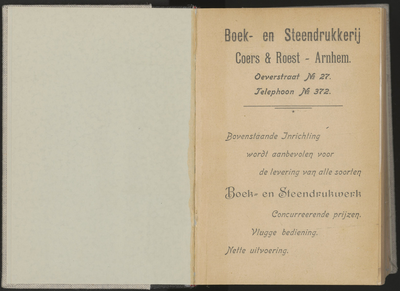 Boek- en Steendrukkerij
Coers & Roest - Arnhem.
Oeverstraat № 27.
Telephoon № 372.
Bovenstaande Inrichting
wordt aanbevolen voor
de levering van alle soorten
Boek- en Steendrukwerk
Concurreerende prijzen.
Vlugge bediening.
Nette uitvoering.